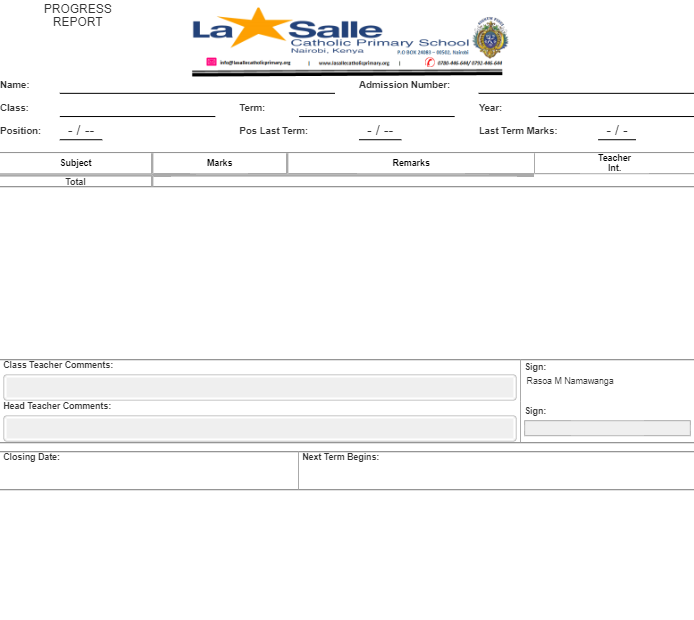 PROGRESS
REPORT
La Salle
Catholic Primary School
Nairobi, Kenya
P.O BOX 24083 – 00502, Nairobi
info@lasallecatholicprimary.org | www.lasallecatholicprimary.org | 0780-446-644/ 0792-446-644
Name: Admission Number:
Class: Term: Year:
Position: - / -- Pos Last Term: - / -- Last Term Marks: - / -
Subject Marks Remarks Teacher
Int.
Total
Class Teacher Comments: Sign:
Rasoa M Namawanga
Head Teacher Comments: Sign:
Closing Date: Next Term Begins: